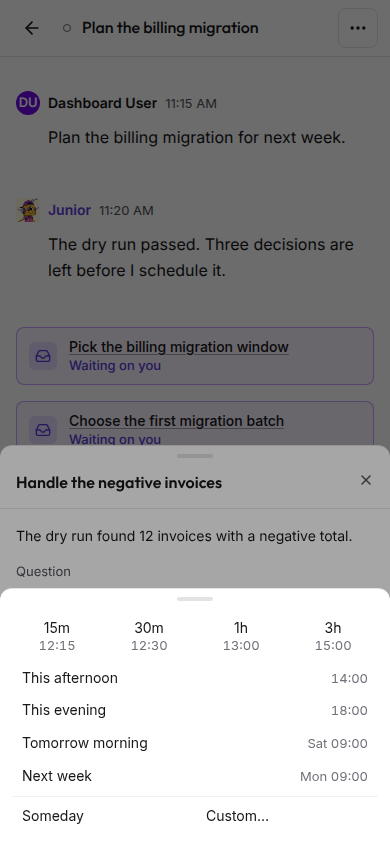 Plan the billing migration
DU Dashboard User 11:15 AM
Plan the billing migration for next week.
Junior 11:20 AM
The dry run passed. Three decisions are
left before I schedule it.
Pick the billing migration window
Waiting on you
Choose the first migration batch
Waiting on you
Handle the negative invoices
The dry run found 12 invoices with a negative total.
Question
15m 30m 1h 3h
12:15 12:30 13:00 15:00
This afternoon 14:00
This evening 18:00
Tomorrow morning Sat 09:00
Next week Mon 09:00
Someday Custom...